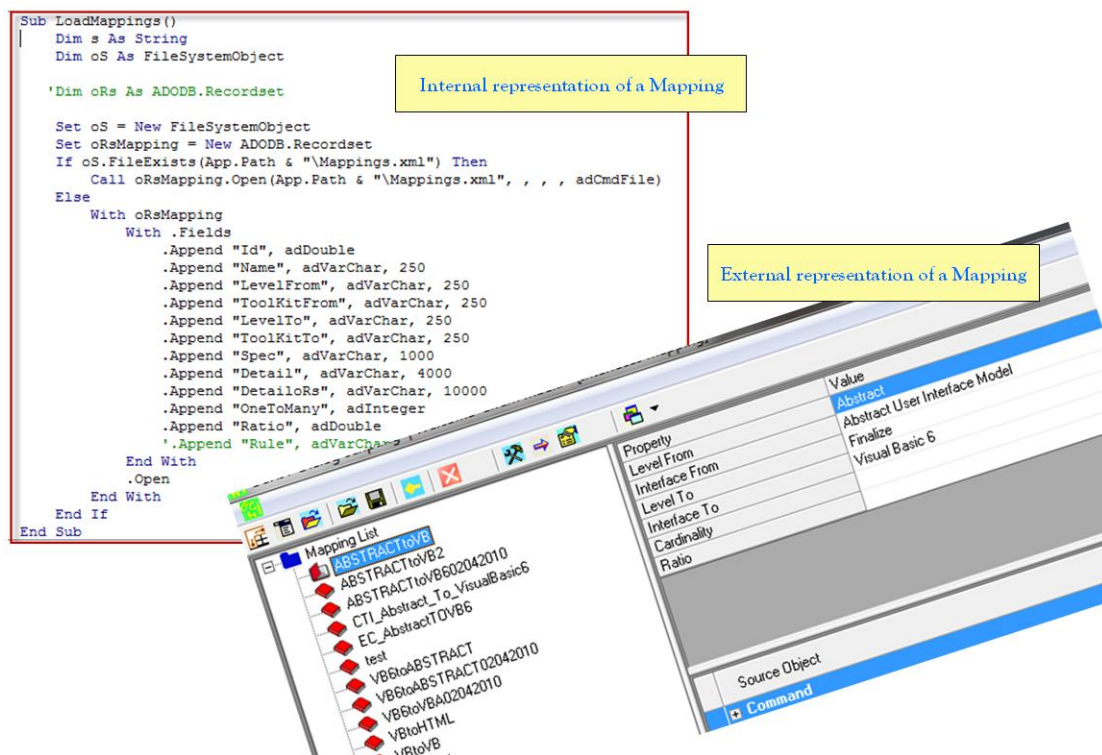 Sub LoadMappings()
Dim s As String
Dim oS As FileSystemObject
'Dim oRs As ADODB.Recordset
Set oS = New FileSystemObject
Set oRsMapping = New ADODB.Recordset
If oS.FileExists(App.Path & "\Mappings.xml") Then
Call oRsMapping.Open(App.Path & "\Mappings.xml", , , , adCmdFile)
Else
With oRsMapping
With .Fields
.Append "Id", adDouble
.Append "Name", adVarChar, 250
.Append "LevelFrom", adVarChar, 250
.Append "ToolKitFrom", adVarChar, 250
.Append "LevelTo", adVarChar, 250
.Append "ToolKitTo", adVarChar, 250
.Append "Spec", adVarChar, 1000
.Append "Detail", adVarChar, 4000
.Append "DetailoRs", adVarChar, 10000
.Append "OneToMany", adInteger
.Append "Ratio", adDouble
'.Append "Rule", adVarChar
End With
.Open
End With
End If
End Sub
Internal representation of a Mapping
External representation of a Mapping
Mapping List
ABSTRACTtoVB
ABSTRACTtoVB2
ABSTRACTtoVB602042010
CTI_Abstract_To_VisualBasic6
EC_AbstractTOVB6
test
VB6toABSTRACT
VB6toABSTRACT02042010
VB6toVBA02042010
VBtoHTML
VBtoVB
Property Value
Level From Abstract
Interface From Abstract User Interface Model
Level To Finalize
Interface To Visual Basic 6
Cardinality
Ratio
Source Object
Command